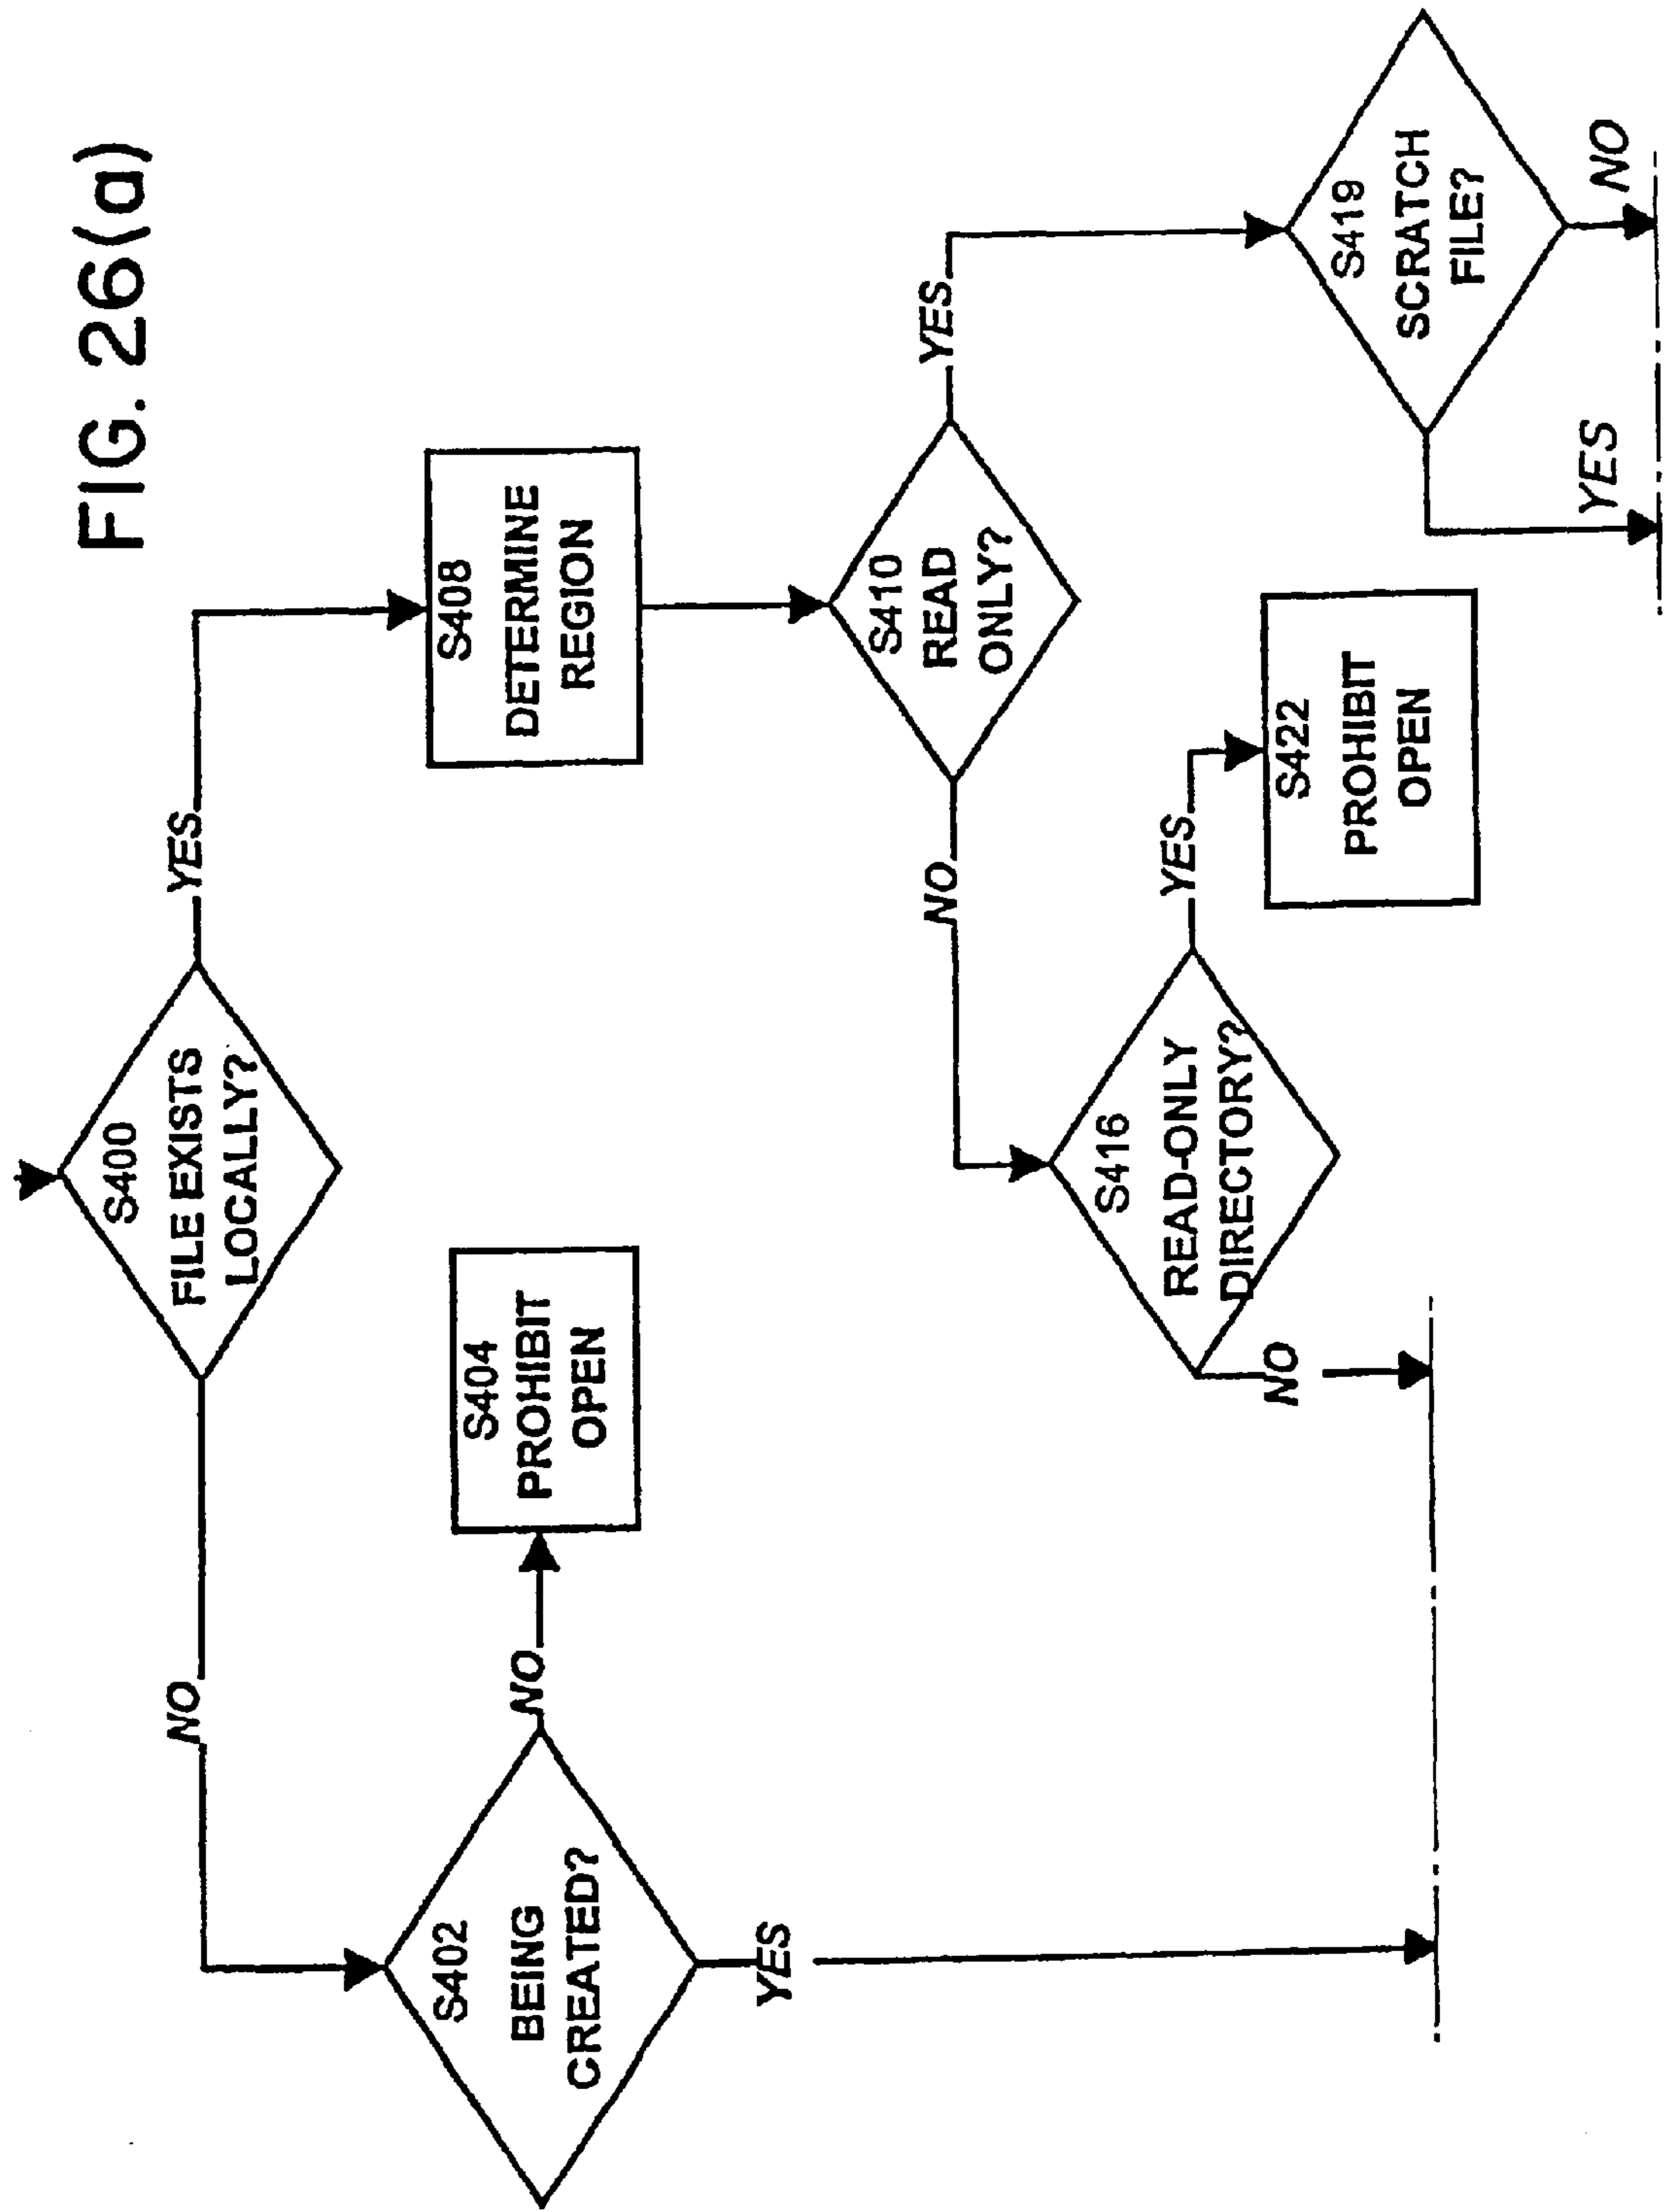 FIG. 26(a)
S400
FILE EXISTS
LOCALLY?
NO
YES
S402
BEING
CREATED?
NO
YES
S404
PROHIBIT
OPEN
S408
DETERMINE
REGION
S410
READ
ONLY?
NO
YES
S416
READ-ONLY
DIRECTORY?
NO
YES
S422
PROHIBIT
OPEN
S419
SCRATCH
FILE?
YES
NO